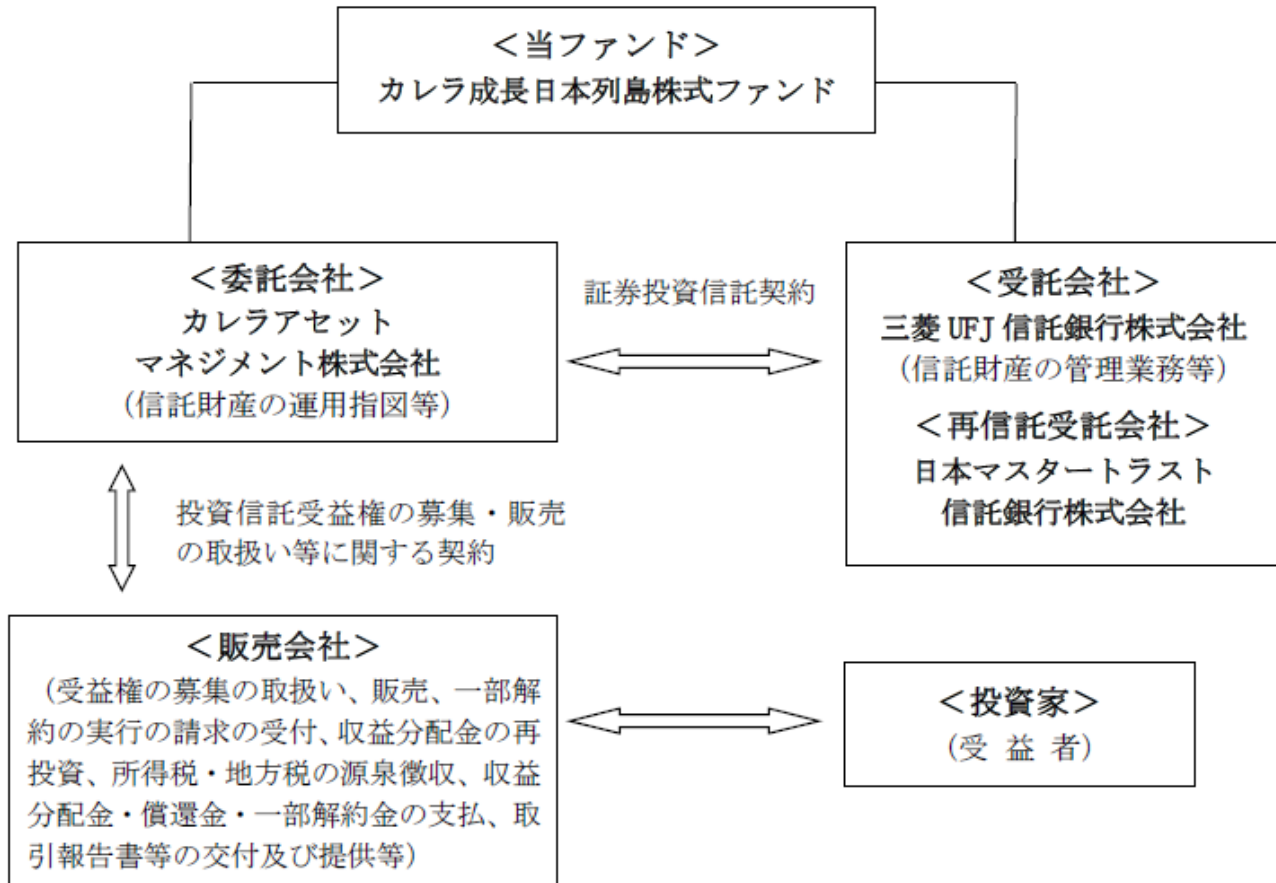 ＜当ファンド＞
カレラ成長日本列島株式ファンド
＜委託会社＞
カレラアセット
マネジメント株式会社
（信託財産の運用指図等）
証券投資信託契約
＜受託会社＞
三菱 UFJ 信託銀行株式会社
（信託財産の管理業務等）
＜再信託受託会社＞
日本マスタートラスト
信託銀行株式会社
投資信託受益権の募集・販売
の取扱い等に関する契約
＜販売会社＞
（受益権の募集の取扱い、販売、一部解
約の実行の請求の受付、収益分配金の再
投資、所得税・地方税の源泉徴収、収益
分配金・償還金・一部解約金の支払、取
引報告書等の交付及び提供等）
＜投資家＞
（受 益 者）